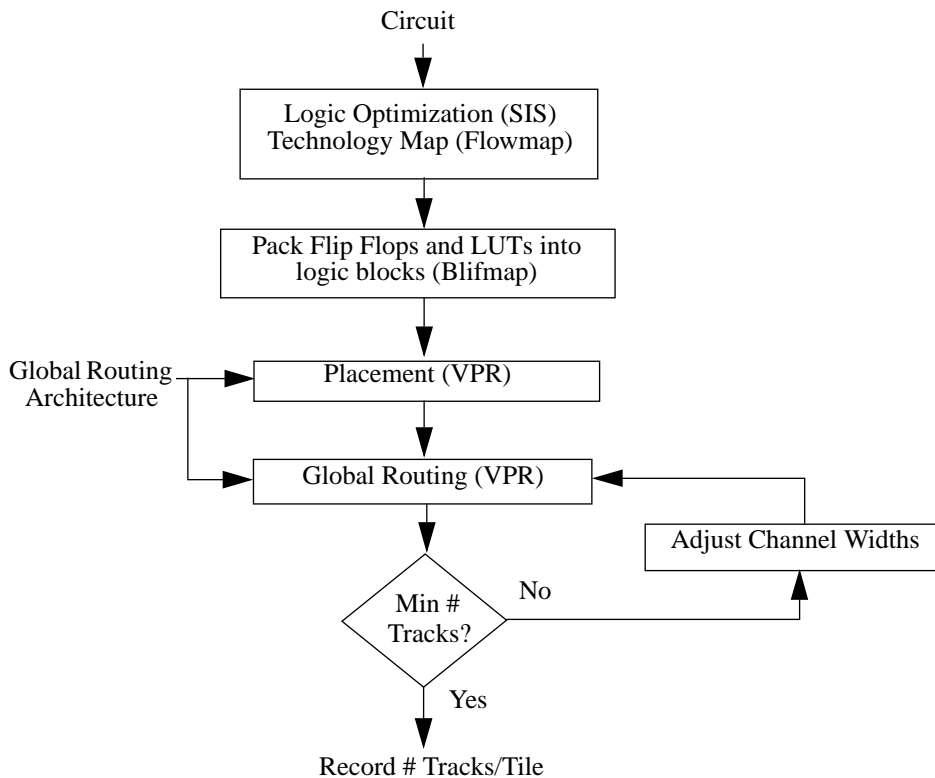 Circuit
Logic Optimization (SIS)
Technology Map (Flowmap)
Pack Flip Flops and LUTs into
logic blocks (Blifmap)
Global Routing
Architecture
Placement (VPR)
Global Routing (VPR)
Adjust Channel Widths
Min #
Tracks?
No
Yes
Record # Tracks/Tile